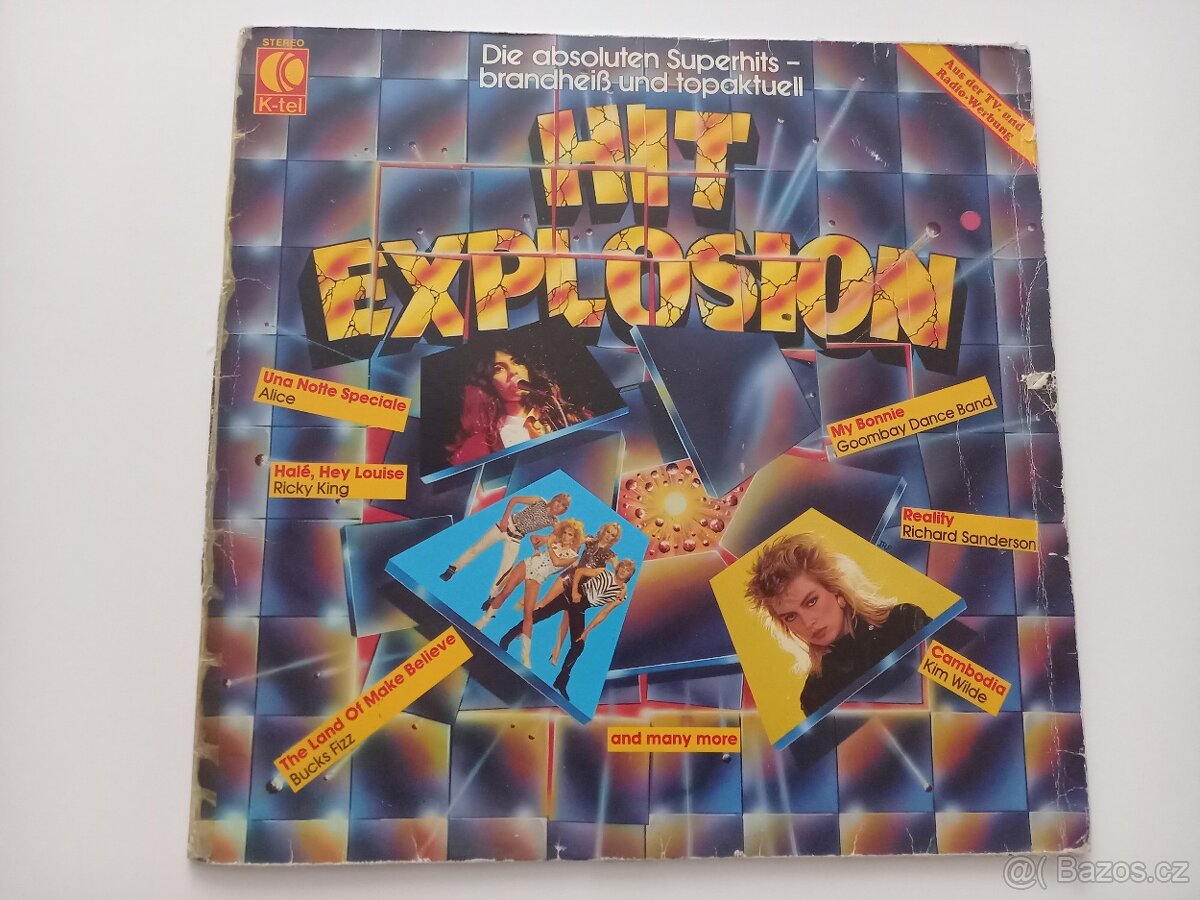 STEREO
K-tel
Die absoluten Superhits –
brandheiß und topaktuell
Aus der TV- und
Radio-Werbung
HIT
EXPLOSION
Una Notte Speciale
Alice
My Bonnie
Goombay Dance Band
Halé, Hey Louise
Ricky King
Reality
Richard Sanderson
The Land Of Make Believe
Bucks Fizz
Cambodia
Kim Wilde
and many more
@( Bazos.cz